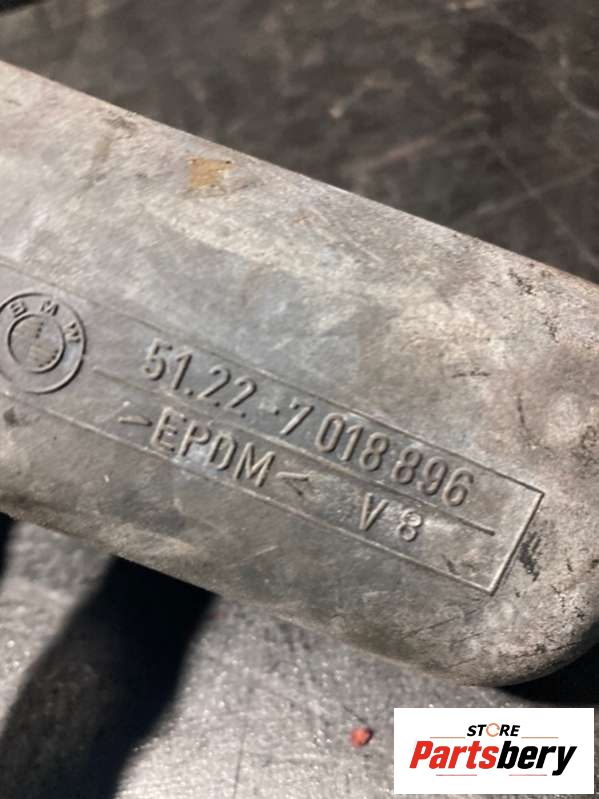 BMW
51.22-7 018 896
>EPDM<
V8
STORE
Partsbery